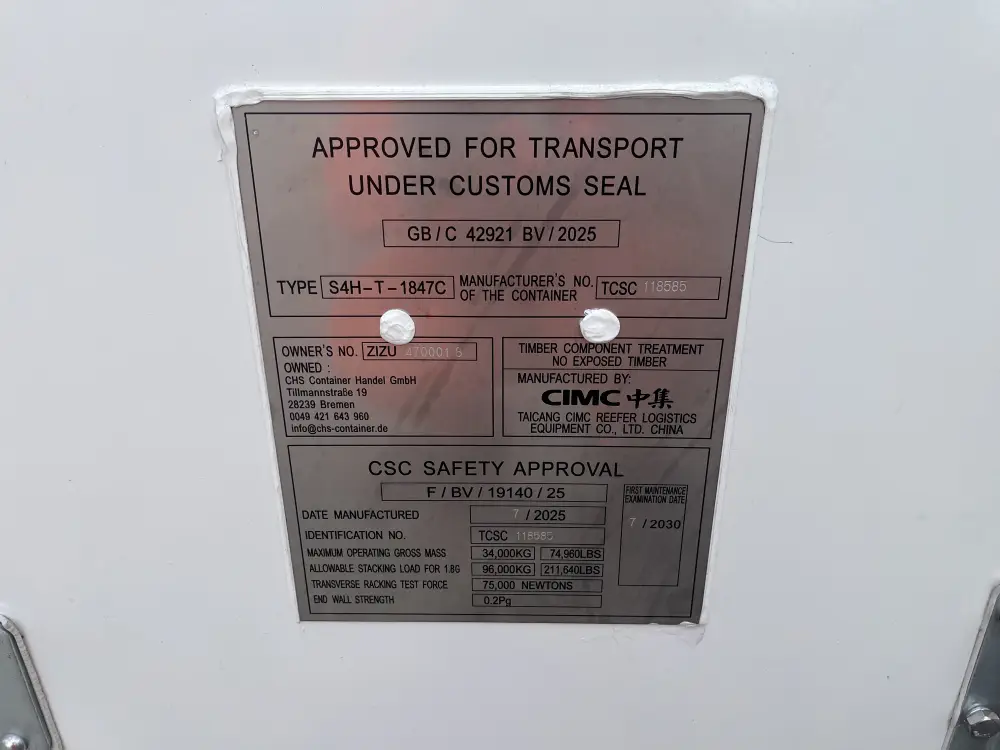 APPROVED FOR TRANSPORT
UNDER CUSTOMS SEAL
GB / C 42921 BV / 2025
TYPE S4H-T-1847C MANUFACTURER'S NO. OF THE CONTAINER TCSC 118585
OWNER'S NO. ZIZU 470001 9
OWNED :
CHS Container Handel GmbH
Tillmannstraße 19
28239 Bremen
0049 421 643 960
info@chs-container.de
TIMBER COMPONENT TREATMENT
NO EXPOSED TIMBER
MANUFACTURED BY:
CIMC 中集
TAICANG CIMC REEFER LOGISTICS
EQUIPMENT CO., LTD. CHINA
CSC SAFETY APPROVAL
F / BV / 19140 / 25
DATE MANUFACTURED 7 / 2025
IDENTIFICATION NO. TCSC 118585
MAXIMUM OPERATING GROSS MASS 34,000KG 74,960LBS
ALLOWABLE STACKING LOAD FOR 1.8G 96,000KG 211,640LBS
TRANSVERSE RACKING TEST FORCE 75,000 NEWTONS
END WALL STRENGTH 0.2Pg
FIRST MAINTENANCE
EXAMINATION DATE
7 / 2030